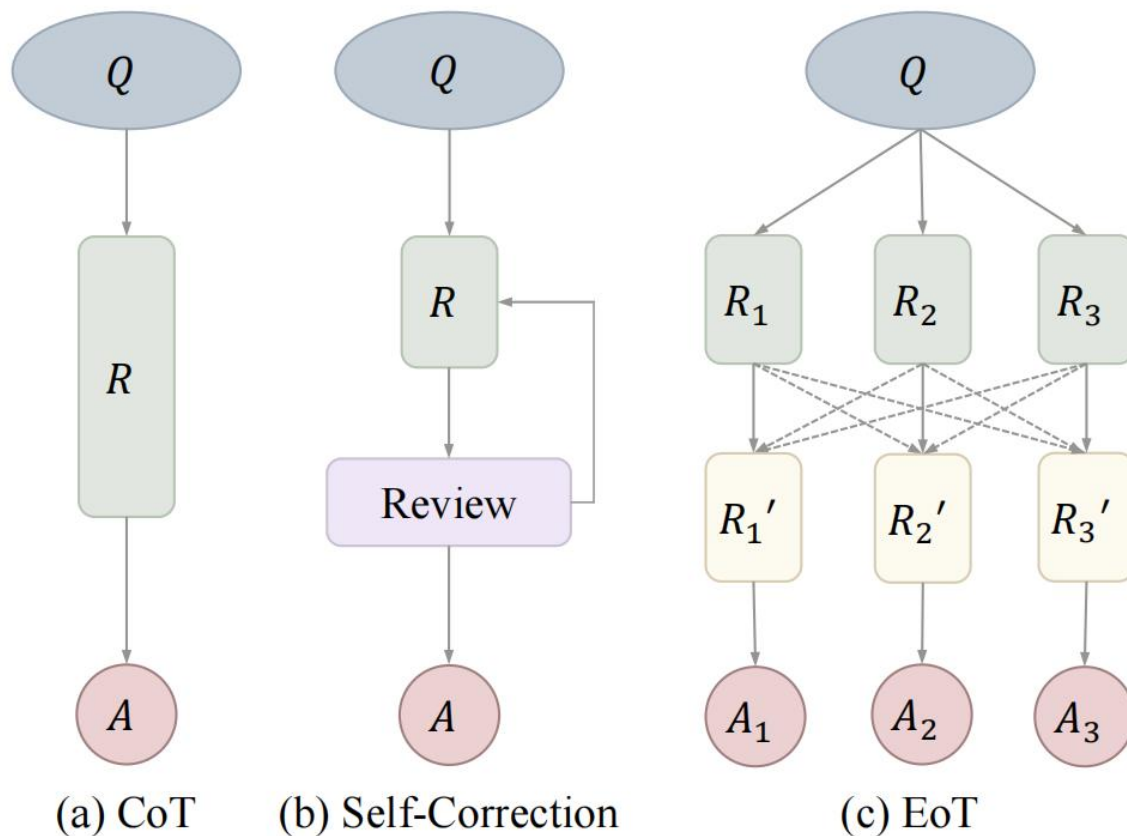 Q Q Q
R R R₁ R₂ R₃
Review R₁′ R₂′ R₃′
A A A₁ A₂ A₃
(a) CoT (b) Self-Correction (c) EoT